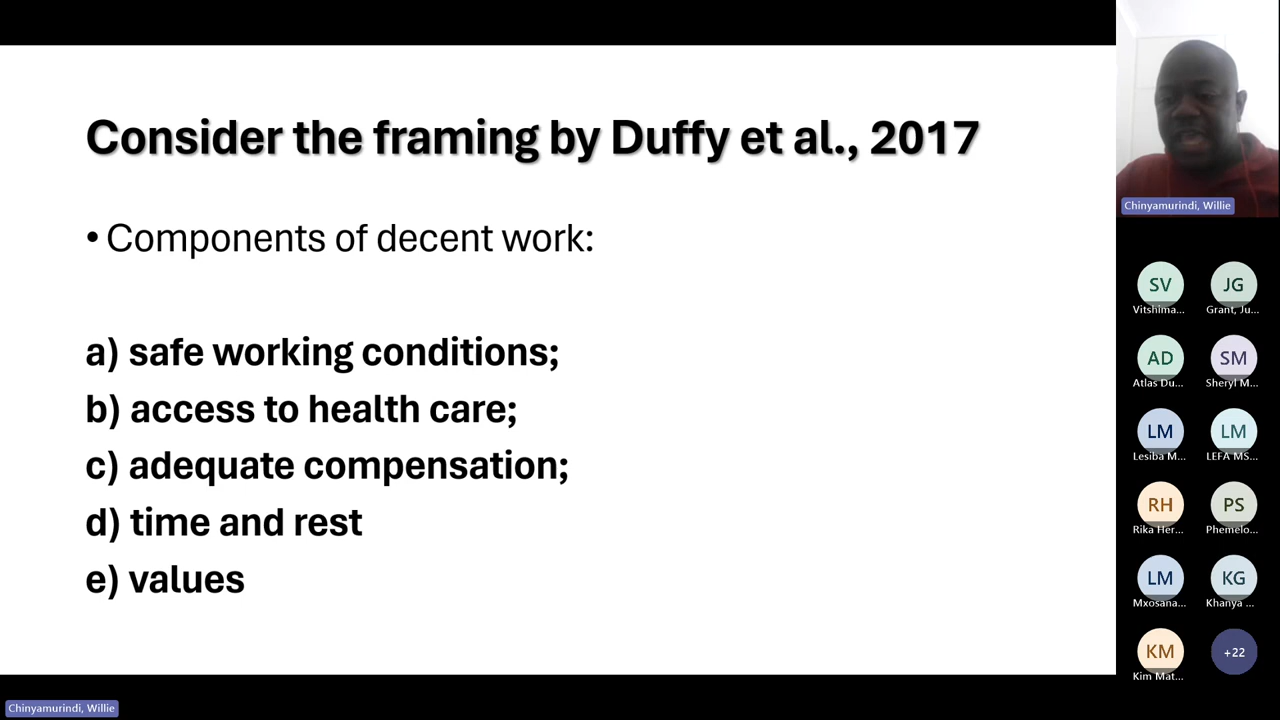 Consider the framing by Duffy et al., 2017
• Components of decent work:
a) safe working conditions;
b) access to health care;
c) adequate compensation;
d) time and rest
e) values
Chinyamurindi, Willie
SV
Vitshima...
JG
Grant, Ju...
AD
Atlas Du...
SM
Sheryl M...
LM
Lesiba M...
LM
LEFA MS...
RH
Rika Her...
PS
Phemelo...
LM
Mxosana...
KG
Khanya ...
KM
Kim Mat...
+22
Chinyamurindi, Willie